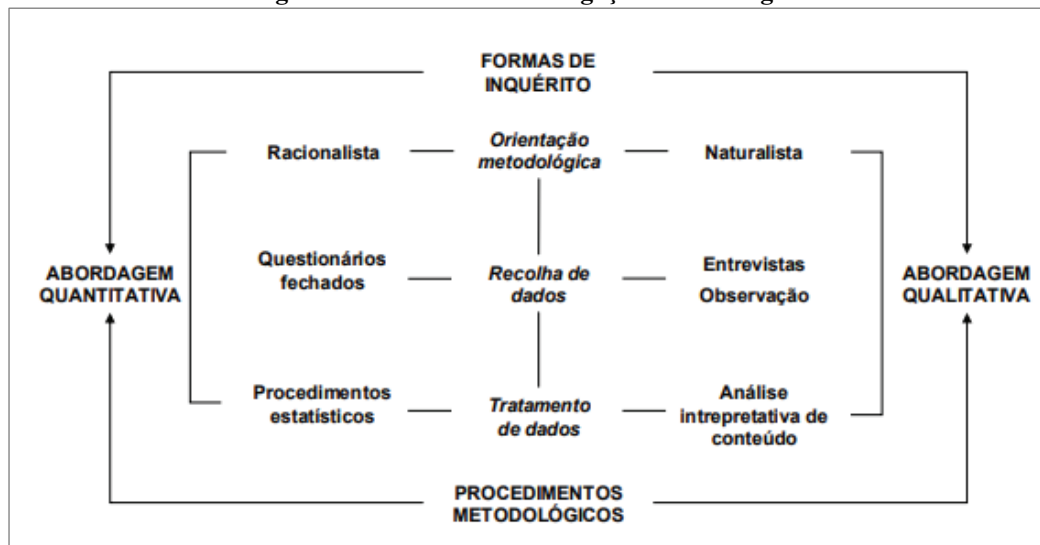 FORMAS DE
INQUÉRITO
Racionalista
Orientação
metodológica
Naturalista
ABORDAGEM
QUANTITATIVA
Questionários
fechados
Recolha de
dados
Entrevistas
Observação
ABORDAGEM
QUALITATIVA
Procedimentos
estatísticos
Tratamento
de dados
Análise
intrepretativa de
conteúdo
PROCEDIMENTOS
METODOLÓGICOS